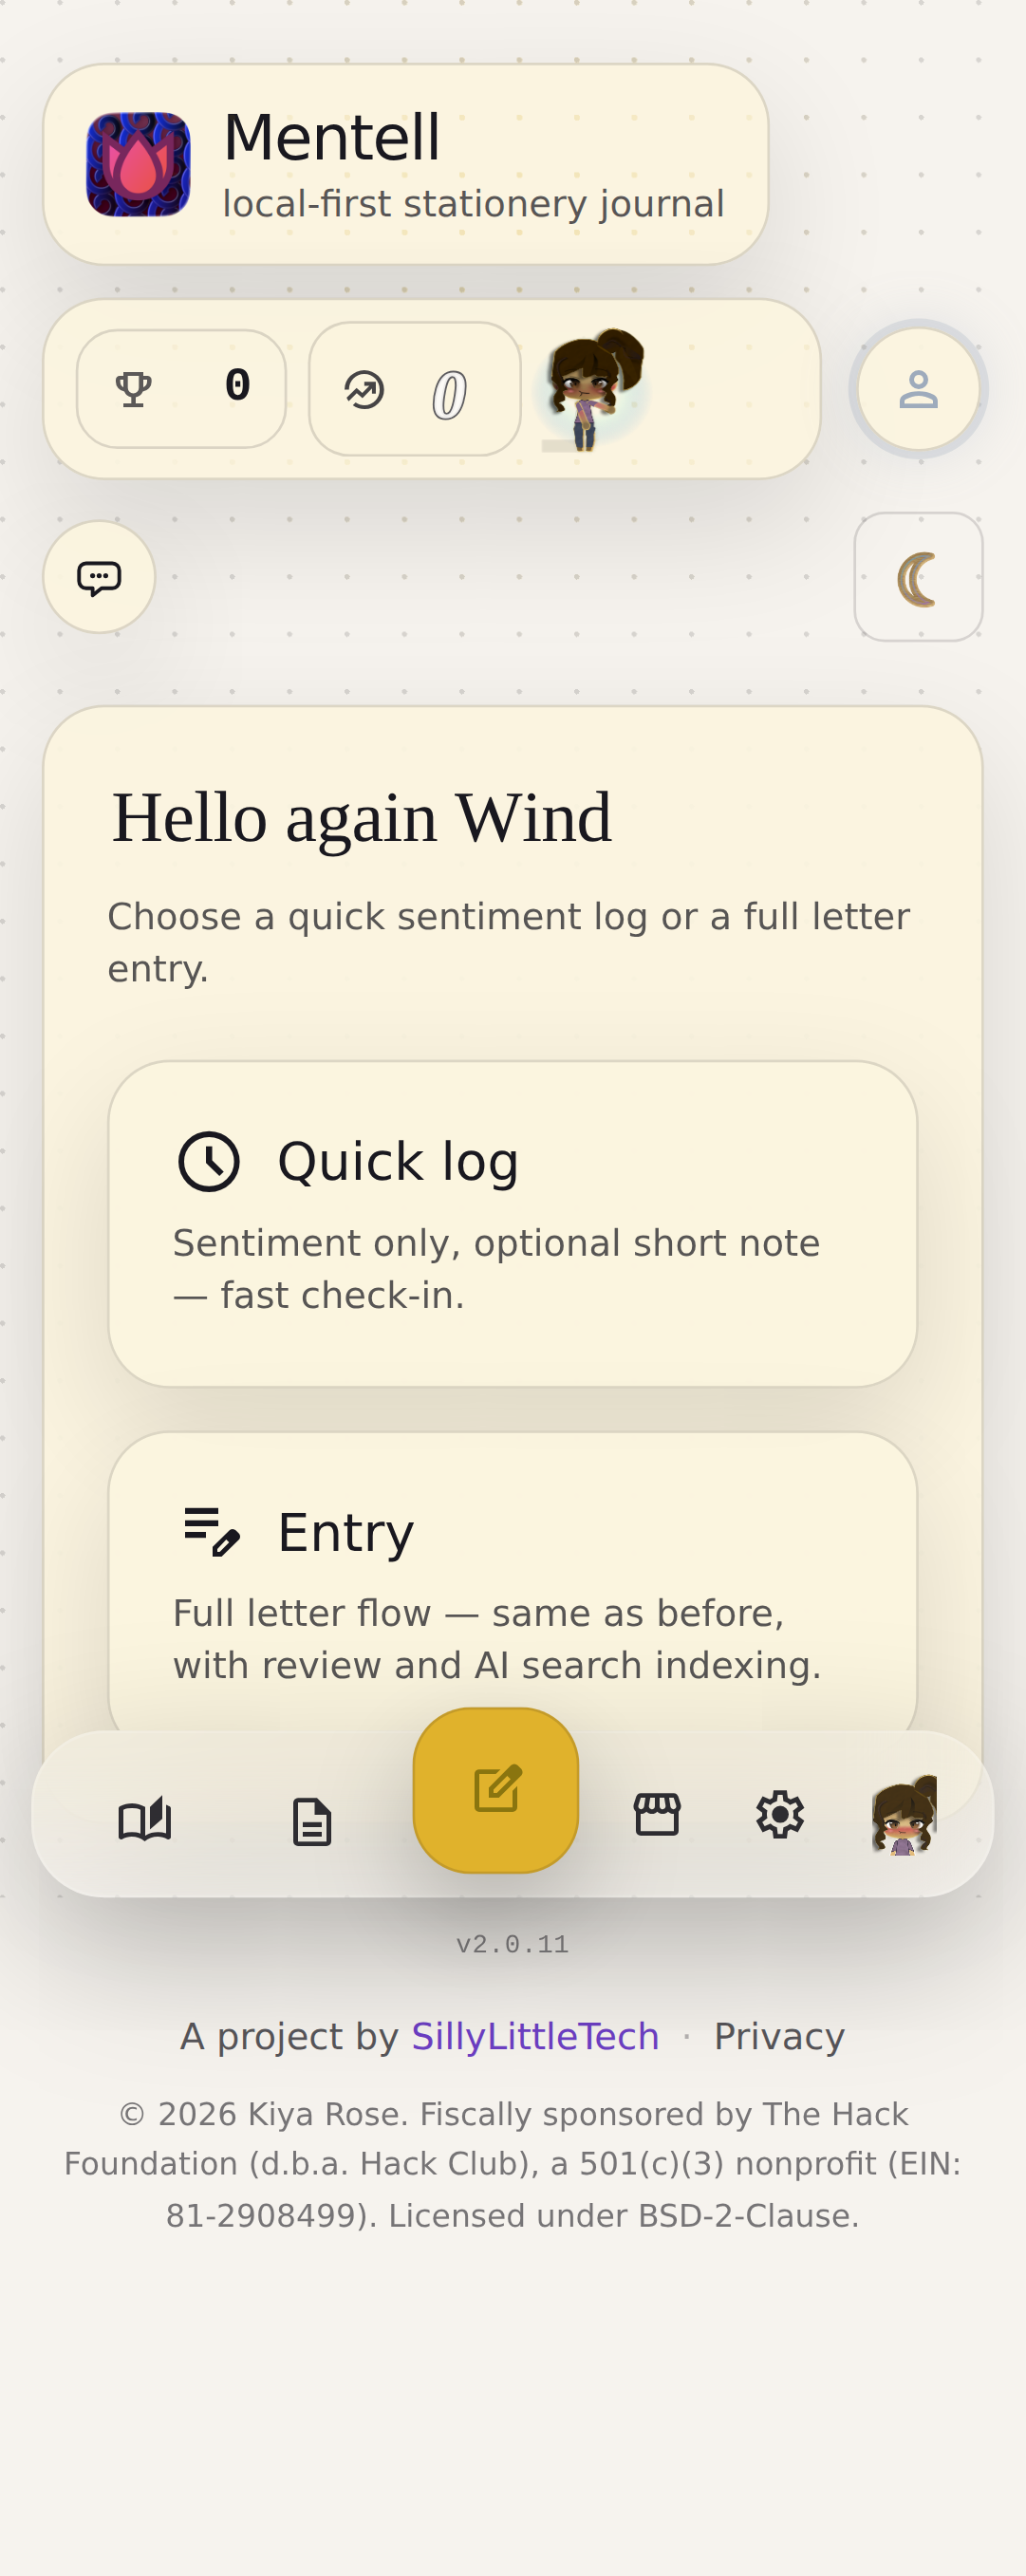 Mentell
local-first stationery journal
0
0
Hello again Wind
Choose a quick sentiment log or a full letter
entry.
Quick log
Sentiment only, optional short note
— fast check-in.
Entry
Full letter flow — same as before,
with review and AI search indexing.
v2.0.11
A project by SillyLittleTech · Privacy
© 2026 Kiya Rose. Fiscally sponsored by The Hack
Foundation (d.b.a. Hack Club), a 501(c)(3) nonprofit (EIN:
81-2908499). Licensed under BSD-2-Clause.